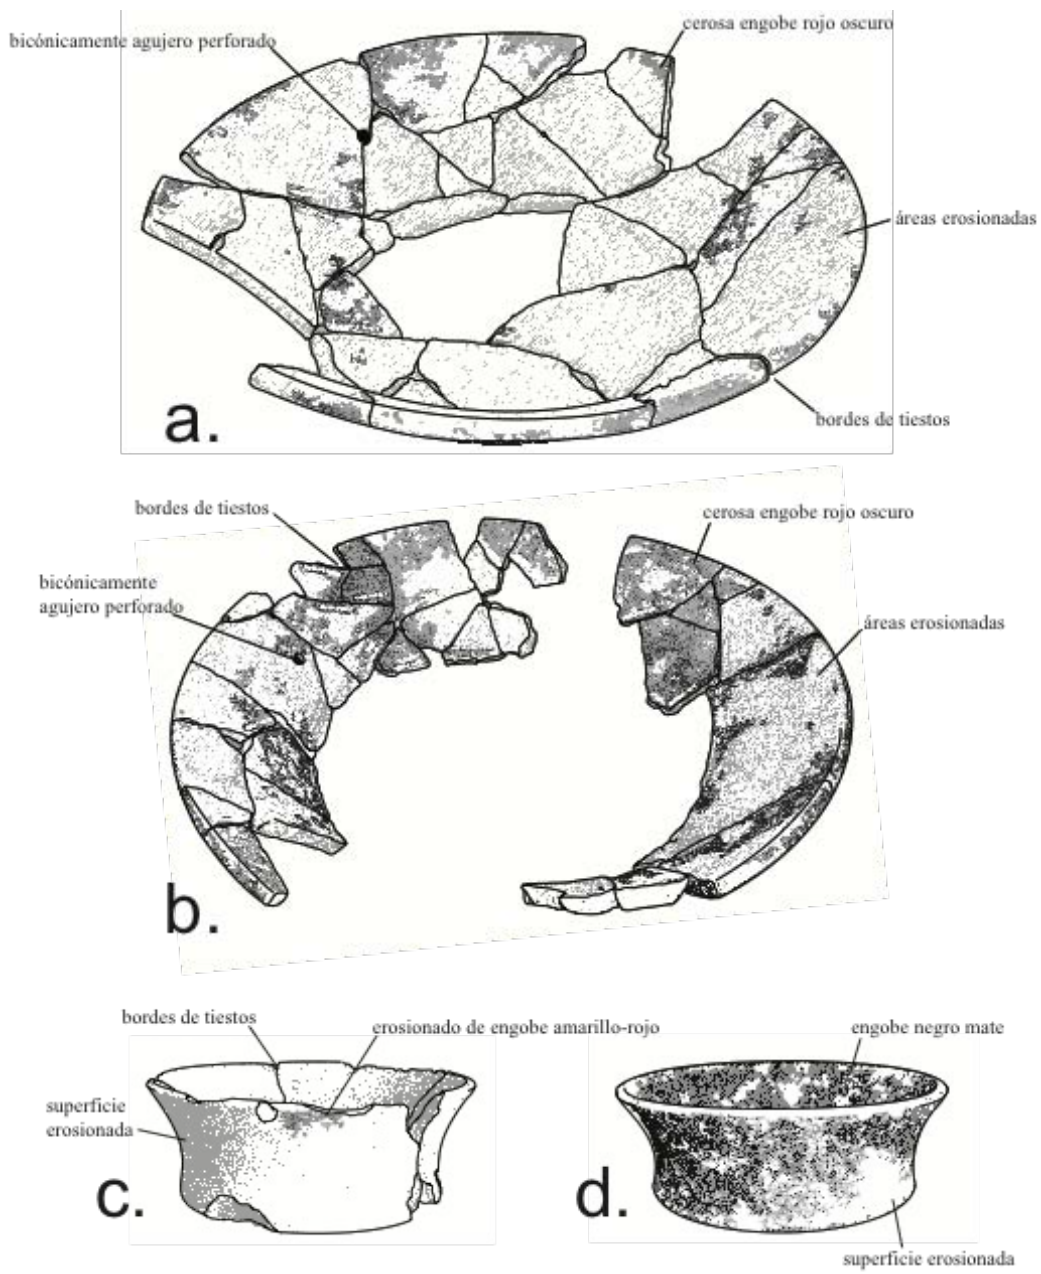 cerosa engobe rojo oscuro
bicónicamente agujero perforado
áreas erosionadas
bordes de tiestos
a.
bordes de tiestos
cerosa engobe rojo oscuro
bicónicamente
agujero perforado
áreas erosionadas
b.
bordes de tiestos
erosionado de engobe amarillo-rojo
superficie
erosionada
c.
engobe negro mate
d.
superficie erosionada